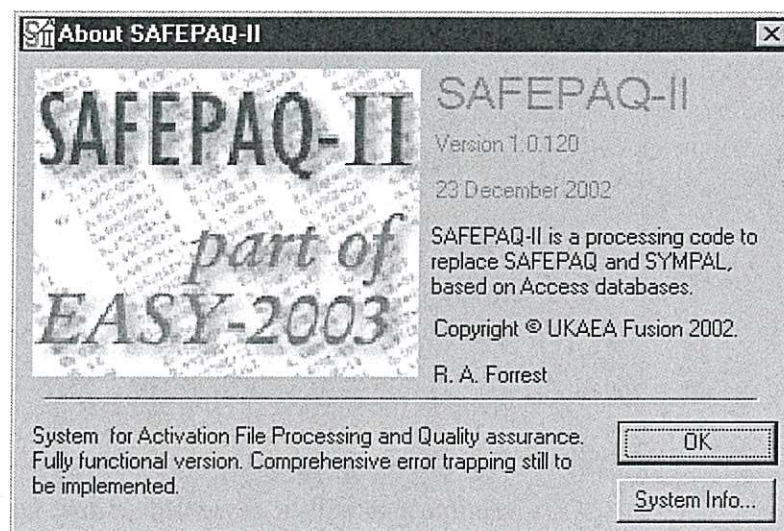 About SAFEPAQ-II
SAFEPAQ-II
part of
EASY-2003
SAFEPAQ-II
Version 1.0.120
23 December 2002
SAFEPAQ-II is a processing code to
replace SAFEPAQ and SYMPAL,
based on Access databases.
Copyright © UKAEA Fusion 2002.
R. A. Forrest
System for Activation File Processing and Quality assurance.
Fully functional version. Comprehensive error trapping still to
be implemented.
OK
System Info...